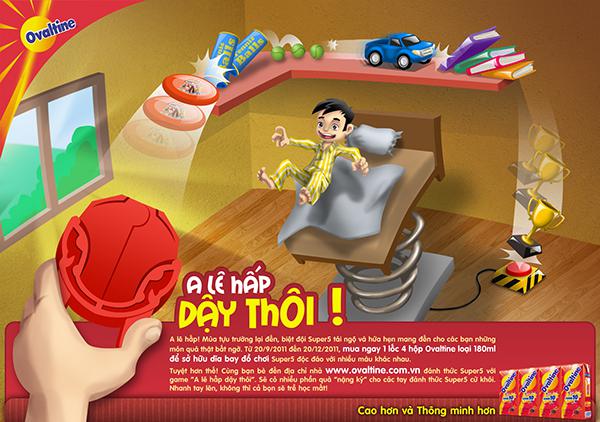 Ovaltine
Tennis Balls
A LÊ HẤP
DẬY THÔI !
A lê hấp! Mùa tựu trường lại đến, biệt đội Super5 tái ngộ và hứa hẹn mang đến cho các bạn những
món quà thật bất ngờ. Từ 20/9/2011 đến 20/12/2011, mua ngay 1 lốc 4 hộp Ovaltine loại 180ml
để sở hữu đĩa bay đồ chơi Super5 độc đáo với nhiều màu khác nhau.
Tuyệt hơn thế! Cùng bạn bè đến địa chỉ nhà www.ovaltine.com.vn đánh thức Super5 với
game “A lê hấp dậy thôi”. Sẽ có nhiều phần quà “nặng ký” cho các tay đánh thức Super5 cừ khôi.
Nhanh tay lên, không thì cả bạn sẽ trễ học mất!
Cao hơn và Thông minh hơn